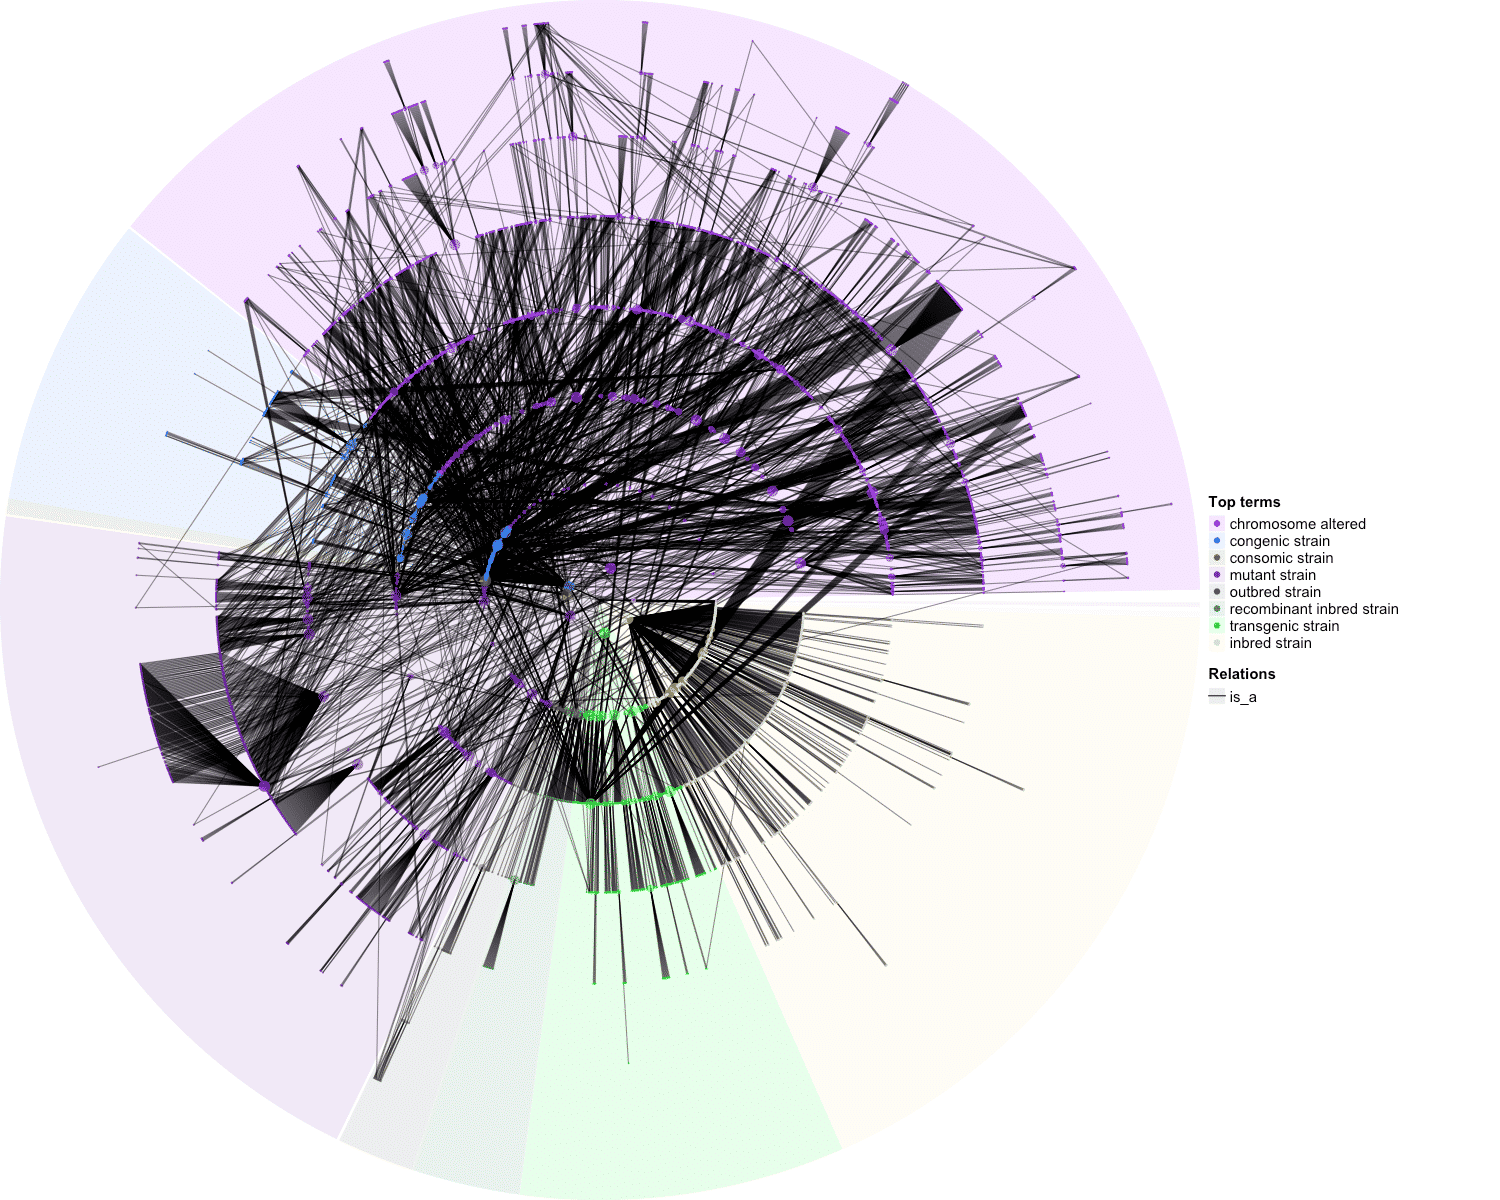 Top terms
chromosome altered
congenic strain
consomic strain
mutant strain
outbred strain
recombinant inbred strain
transgenic strain
inbred strain
Relations
is_a